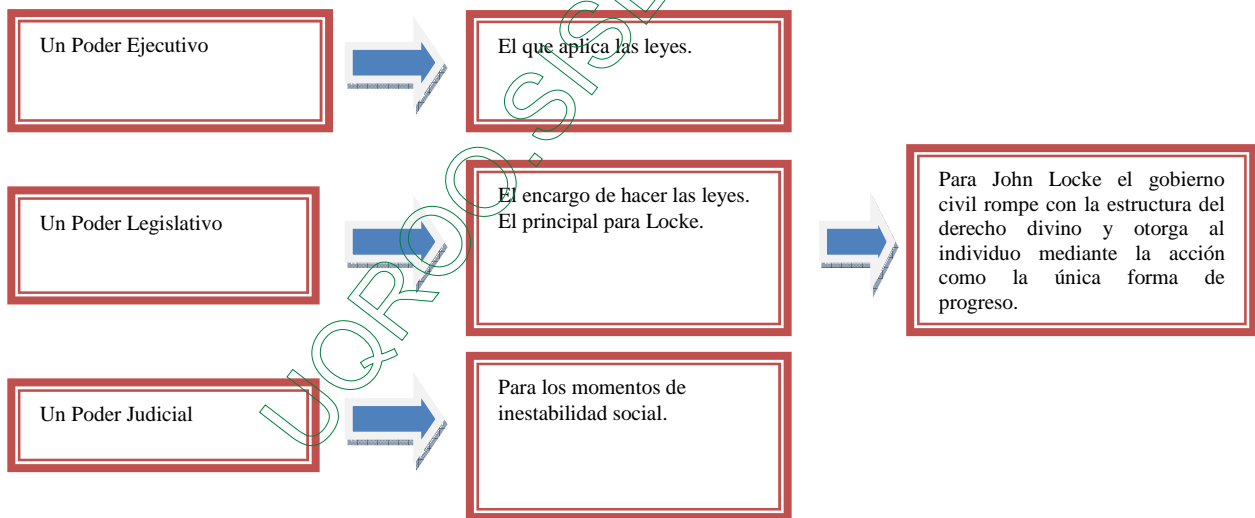 Un Poder Ejecutivo
El que aplica las leyes.
Un Poder Legislativo
El encargo de hacer las leyes.
El principal para Locke.
Para John Locke el gobierno
civil rompe con la estructura del
derecho divino y otorga al
individuo mediante la acción
como la única forma de
progreso.
Un Poder Judicial
Para los momentos de
inestabilidad social.
UQROO.SISB